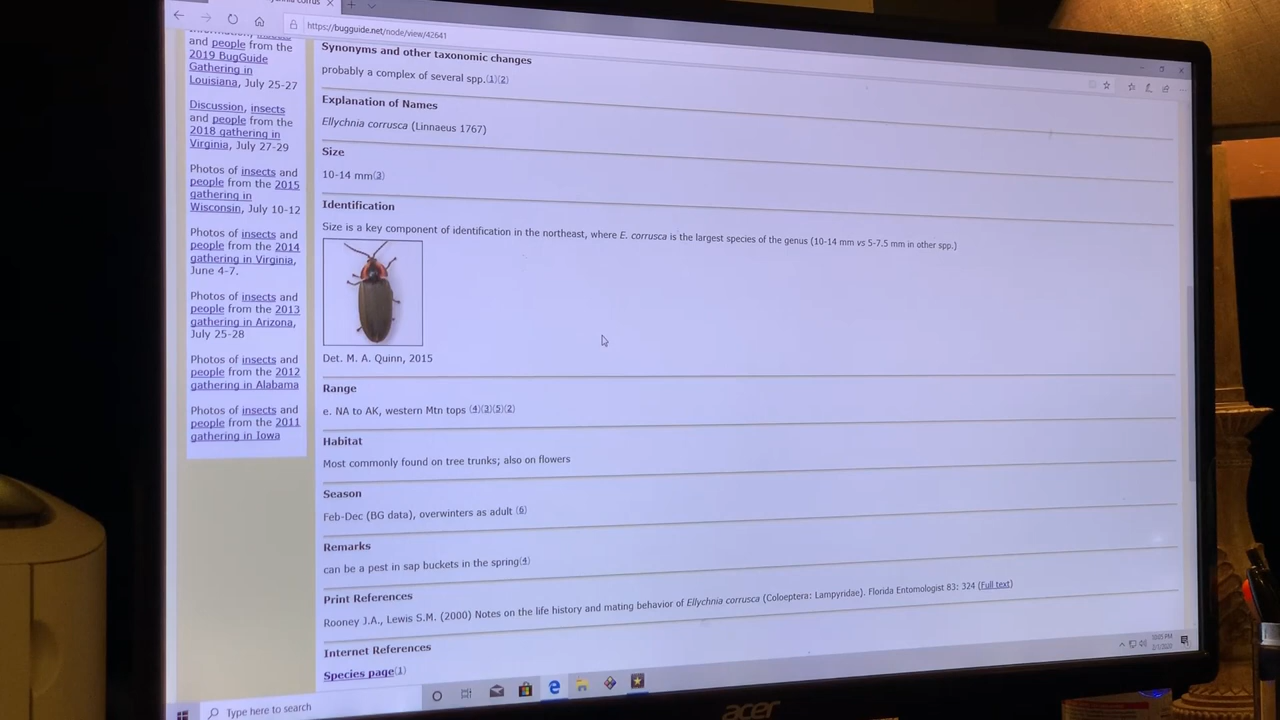 https://bugguide.net/node/view/42641
and people from the
2019 BugGuide
Gathering in
Louisiana, July 25-27
Discussion, insects
and people from the
2018 gathering in
Virginia, July 27-29
Photos of insects and
people from the 2015
gathering in
Wisconsin, July 10-12
Photos of insects and
people from the 2014
gathering in Virginia,
June 4-7.
Photos of insects and
people from the 2013
gathering in Arizona,
July 25-28
Photos of insects and
people from the 2012
gathering in Alabama
Photos of insects and
people from the 2011
gathering in Iowa
Synonyms and other taxonomic changes
probably a complex of several spp.(1)(2)
Explanation of Names
Ellychnia corrusca (Linnaeus 1767)
Size
10-14 mm(3)
Identification
Size is a key component of identification in the northeast, where E. corrusca is the largest species of the genus (10-14 mm vs 5-7.5 mm in other spp.)
Det. M. A. Quinn, 2015
Range
e. NA to AK, western Mtn tops (4)(3)(5)(2)
Habitat
Most commonly found on tree trunks; also on flowers
Season
Feb-Dec (BG data), overwinters as adult (6)
Remarks
can be a pest in sap buckets in the spring(4)
Print References
Rooney J.A., Lewis S.M. (2000) Notes on the life history and mating behavior of Ellychnia corrusca (Coleoptera: Lampyridae). Florida Entomologist 83: 324 (Full text)
Internet References
Species page(1)
Type here to search
10:05 PM
2/1/2020
acer